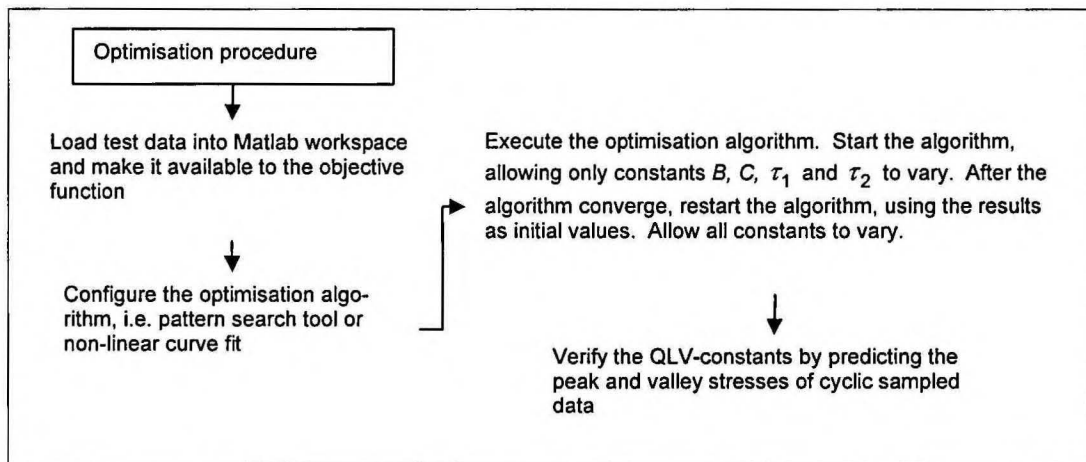 Optimisation procedure
Load test data into Matlab workspace
and make it available to the objective
function
Configure the optimisation algo-
rithm, i.e. pattern search tool or
non-linear curve fit
Execute the optimisation algorithm. Start the algorithm,
allowing only constants B, C, τ₁ and τ₂ to vary. After the
algorithm converge, restart the algorithm, using the results
as initial values. Allow all constants to vary.
Verify the QLV-constants by predicting the
peak and valley stresses of cyclic sampled
data